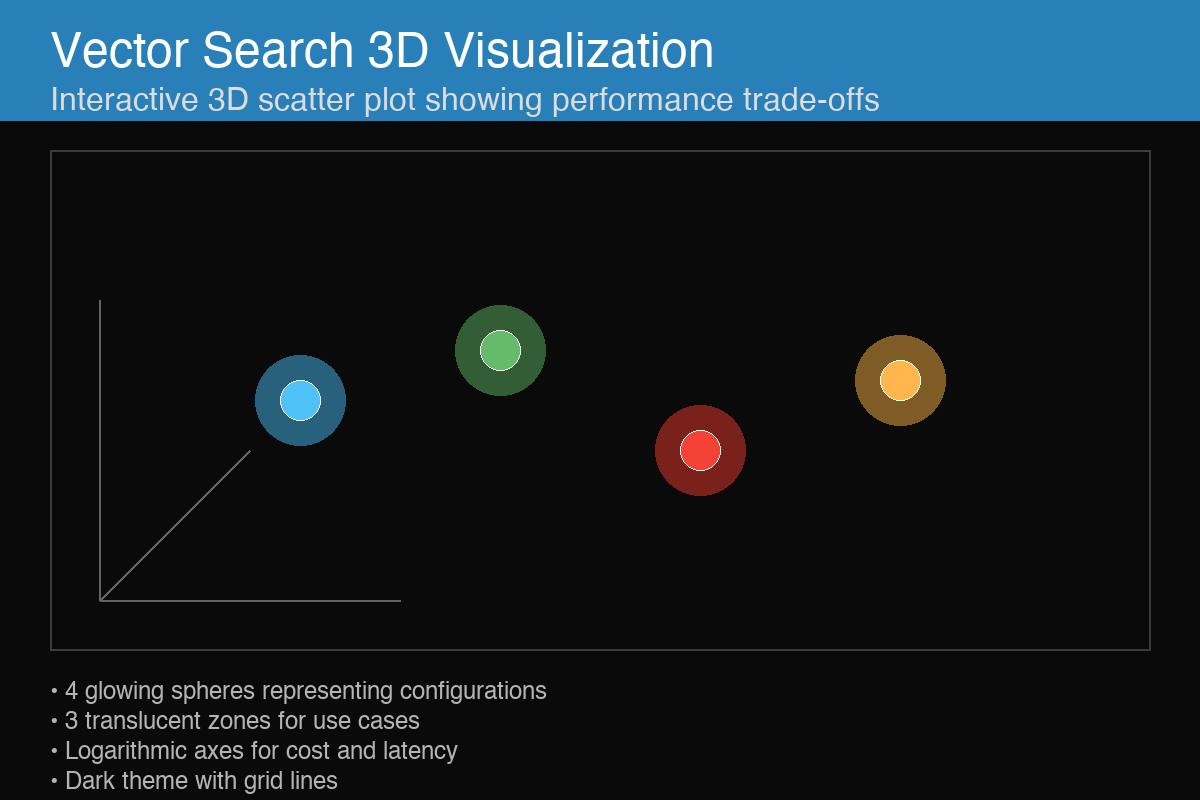 Vector Search 3D Visualization
Interactive 3D scatter plot showing performance trade-offs
• 4 glowing spheres representing configurations
• 3 translucent zones for use cases
• Logarithmic axes for cost and latency
• Dark theme with grid lines